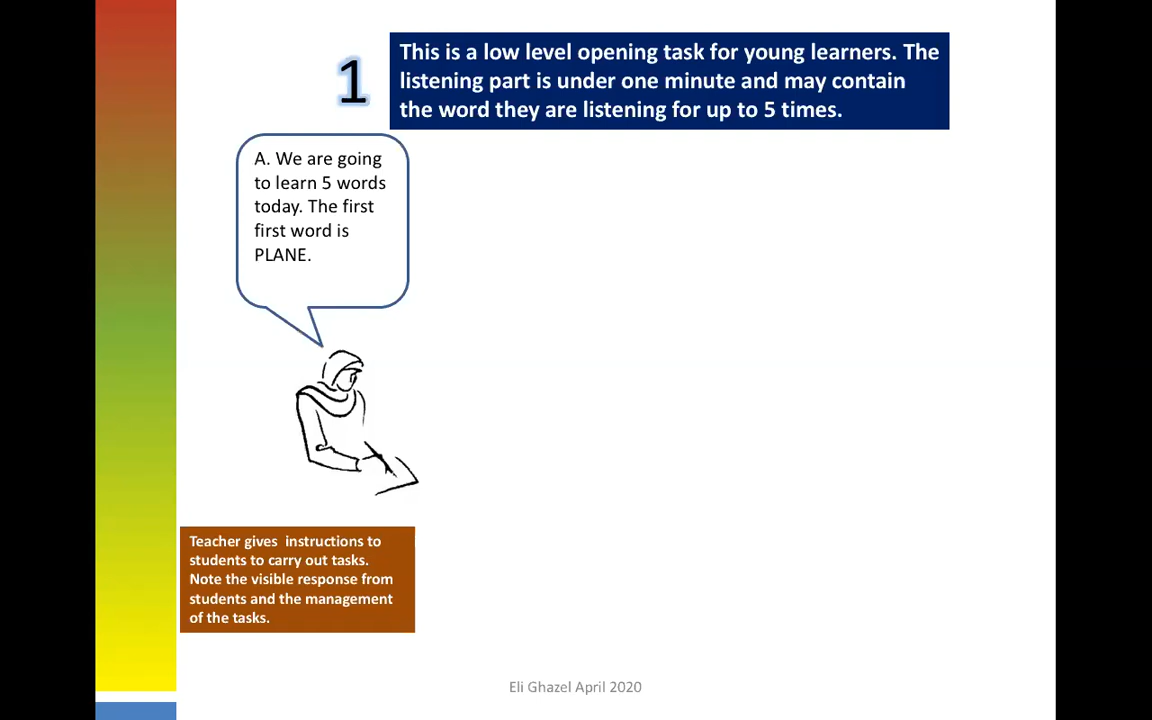 1
This is a low level opening task for young learners. The
listening part is under one minute and may contain
the word they are listening for up to 5 times.
A. We are going
to learn 5 words
today. The first
first word is
PLANE.
Teacher gives  instructions to
students to carry out tasks.
Note the visible response from
students and the management
of the tasks.
Eli Ghazel April 2020